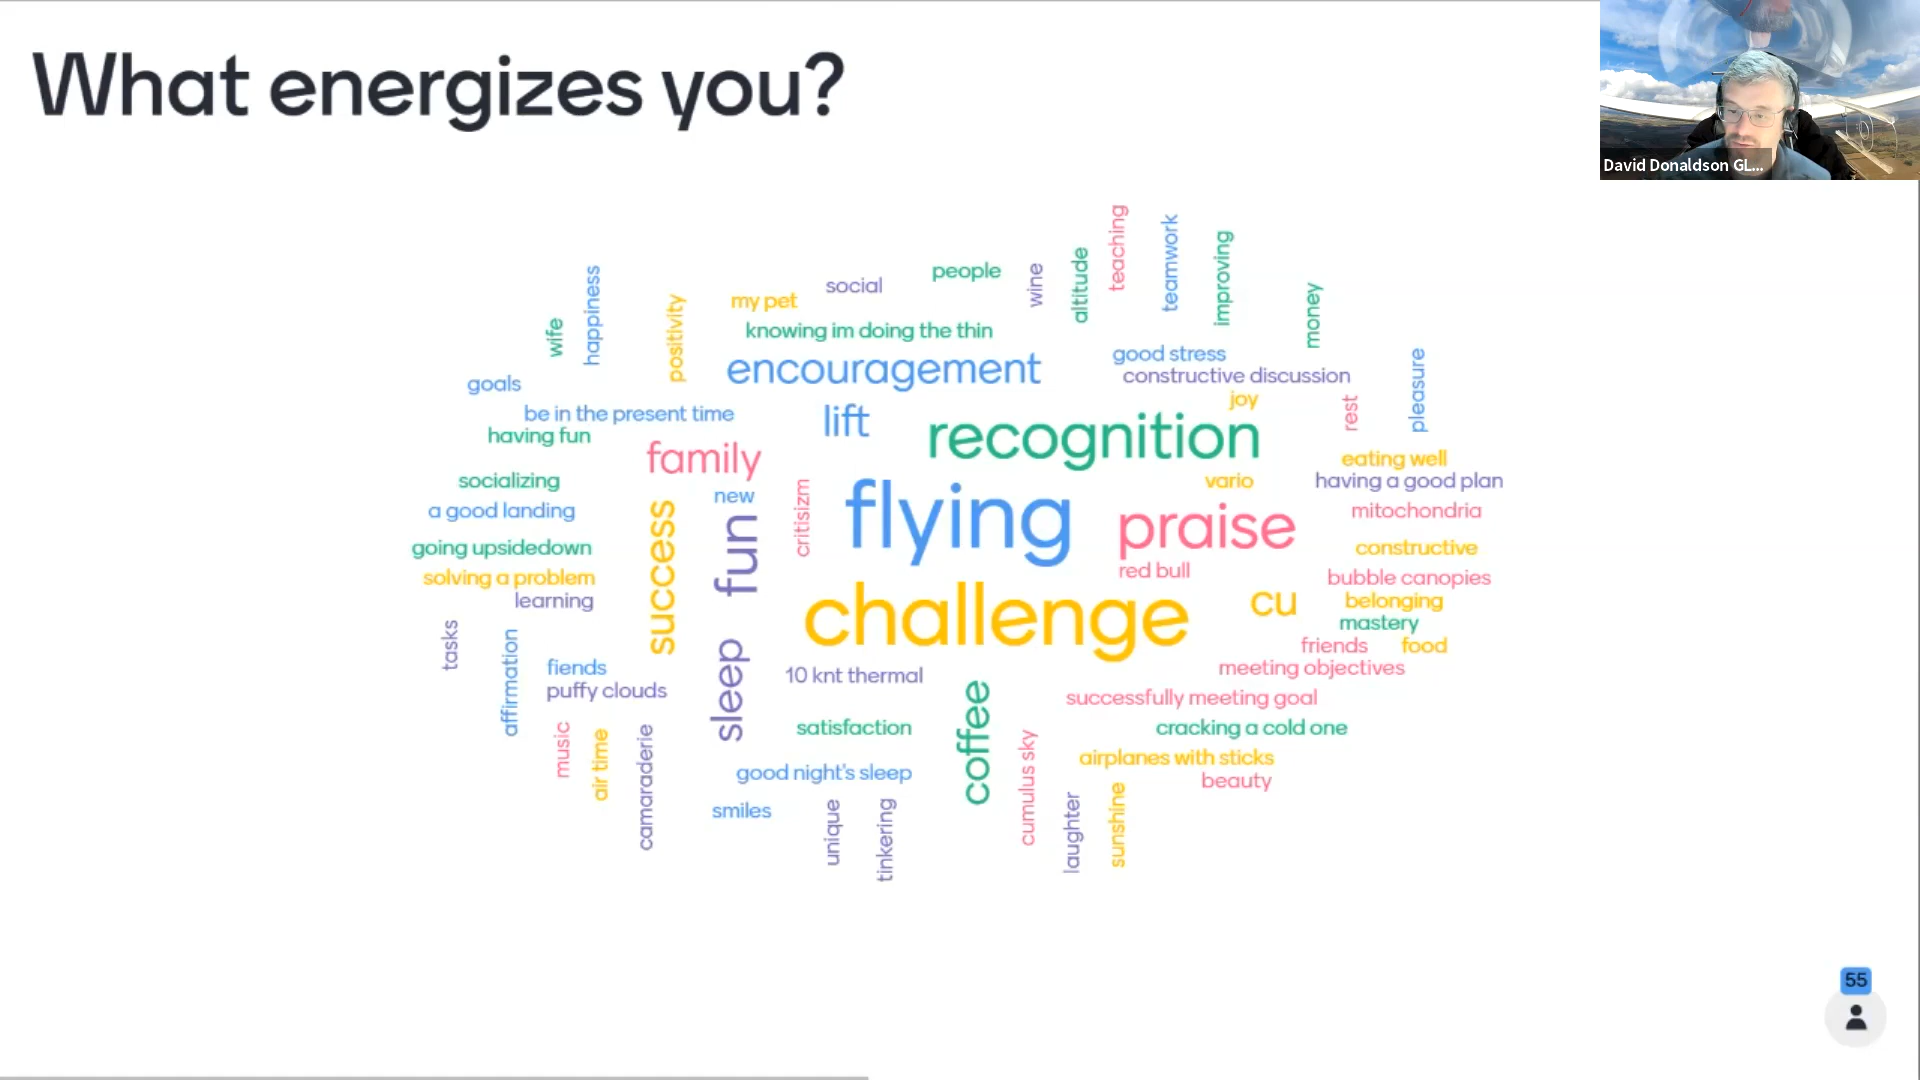 What energizes you?
David Donaldson GL...
teaching
teamwork
improving
altitude
people
wine
social
happiness
my pet
positivity
money
wife
knowing im doing the thin
good stress
pleasure
encouragement
constructive discussion
goals
joy
rest
be in the present time
lift
having fun
recognition
family
eating well
socializing
vario
having a good plan
new
critisizm
a good landing
flying
mitochondria
success
fun
praise
going upsidedown
constructive
red bull
solving a problem
bubble canopies
learning
challenge
cu
belonging
mastery
tasks
friends
food
affirmation
fiends
meeting objectives
10 knt thermal
puffy clouds
sleep
successfully meeting goal
coffee
satisfaction
cracking a cold one
music
air time
camaraderie
airplanes with sticks
good night's sleep
cumulus sky
beauty
smiles
unique
tinkering
laughter
sunshine
55